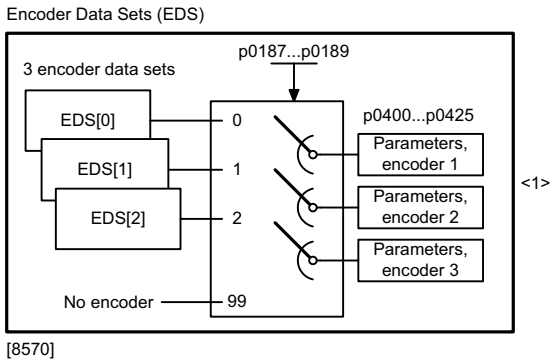 Encoder Data Sets (EDS)
p0187...p0189
3 encoder data sets
p0400...p0425
EDS[0]
0
Parameters,
encoder 1
EDS[1]
1
<1>
Parameters,
encoder 2
EDS[2]
2
Parameters,
encoder 3
No encoder
99
[8570]